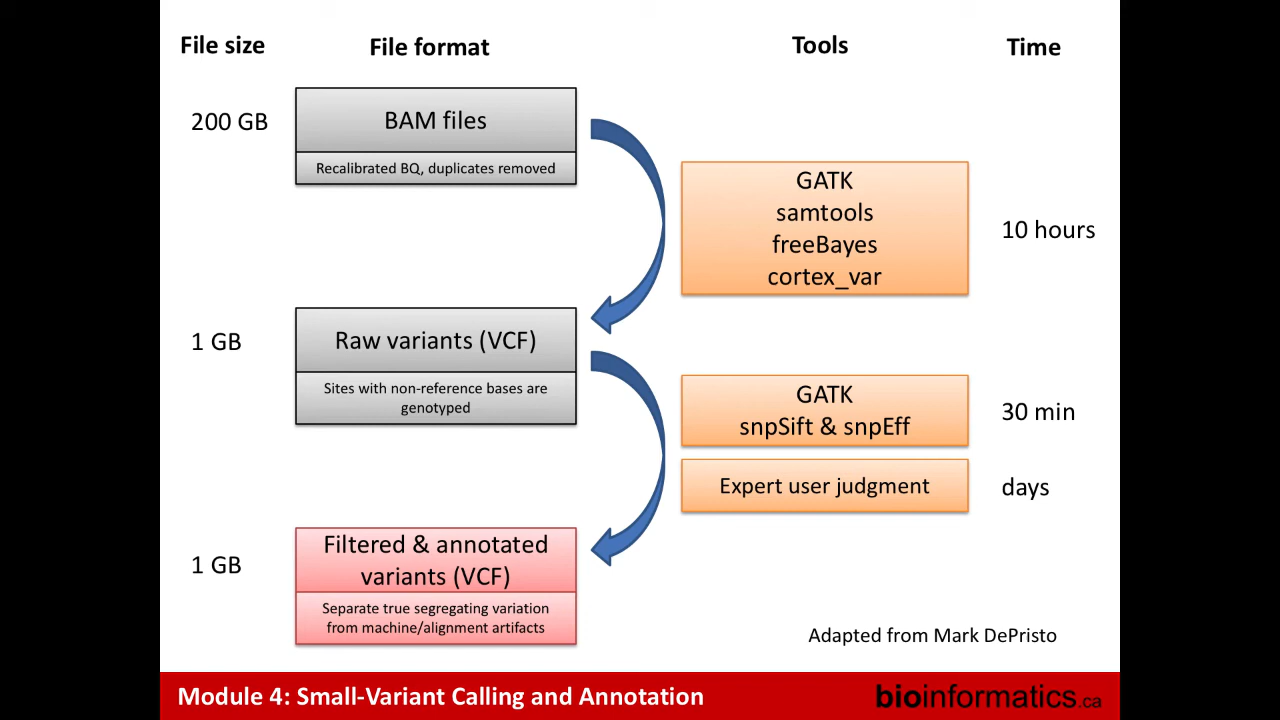 File size
File format
Tools
Time
200 GB
BAM files
Recalibrated BQ, duplicates removed
GATK
samtools
freeBayes
cortex_var
10 hours
1 GB
Raw variants (VCF)
Sites with non-reference bases are
genotyped
GATK
snpSift & snpEff
30 min
Expert user judgment
days
1 GB
Filtered & annotated
variants (VCF)
Separate true segregating variation
from machine/alignment artifacts
Adapted from Mark DePristo
Module 4: Small-Variant Calling and Annotation
bioinformatics.ca